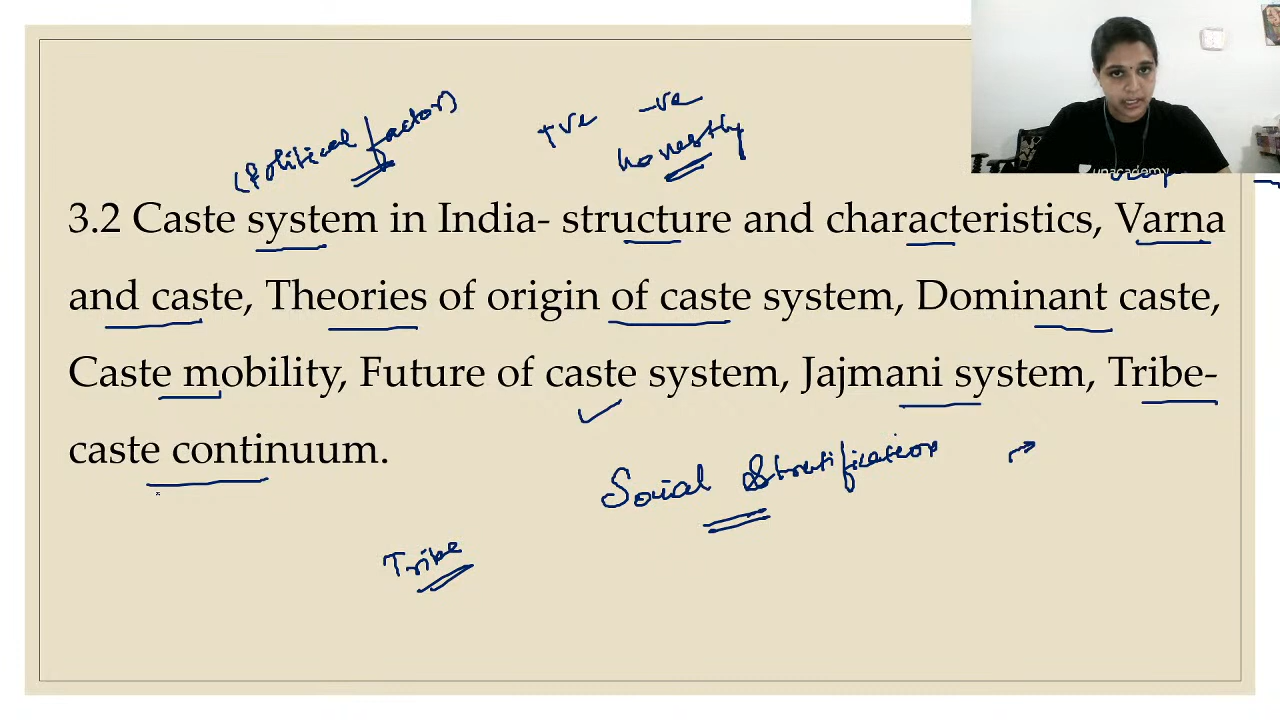 +ve -ve
(Political factor)
honestly
unacademy
3.2 Caste system in India- structure and characteristics, Varna
and caste, Theories of origin of caste system, Dominant caste,
Caste mobility, Future of caste system, Jajmani system, Tribe-
caste continuum.
Social Stratification
Tribe